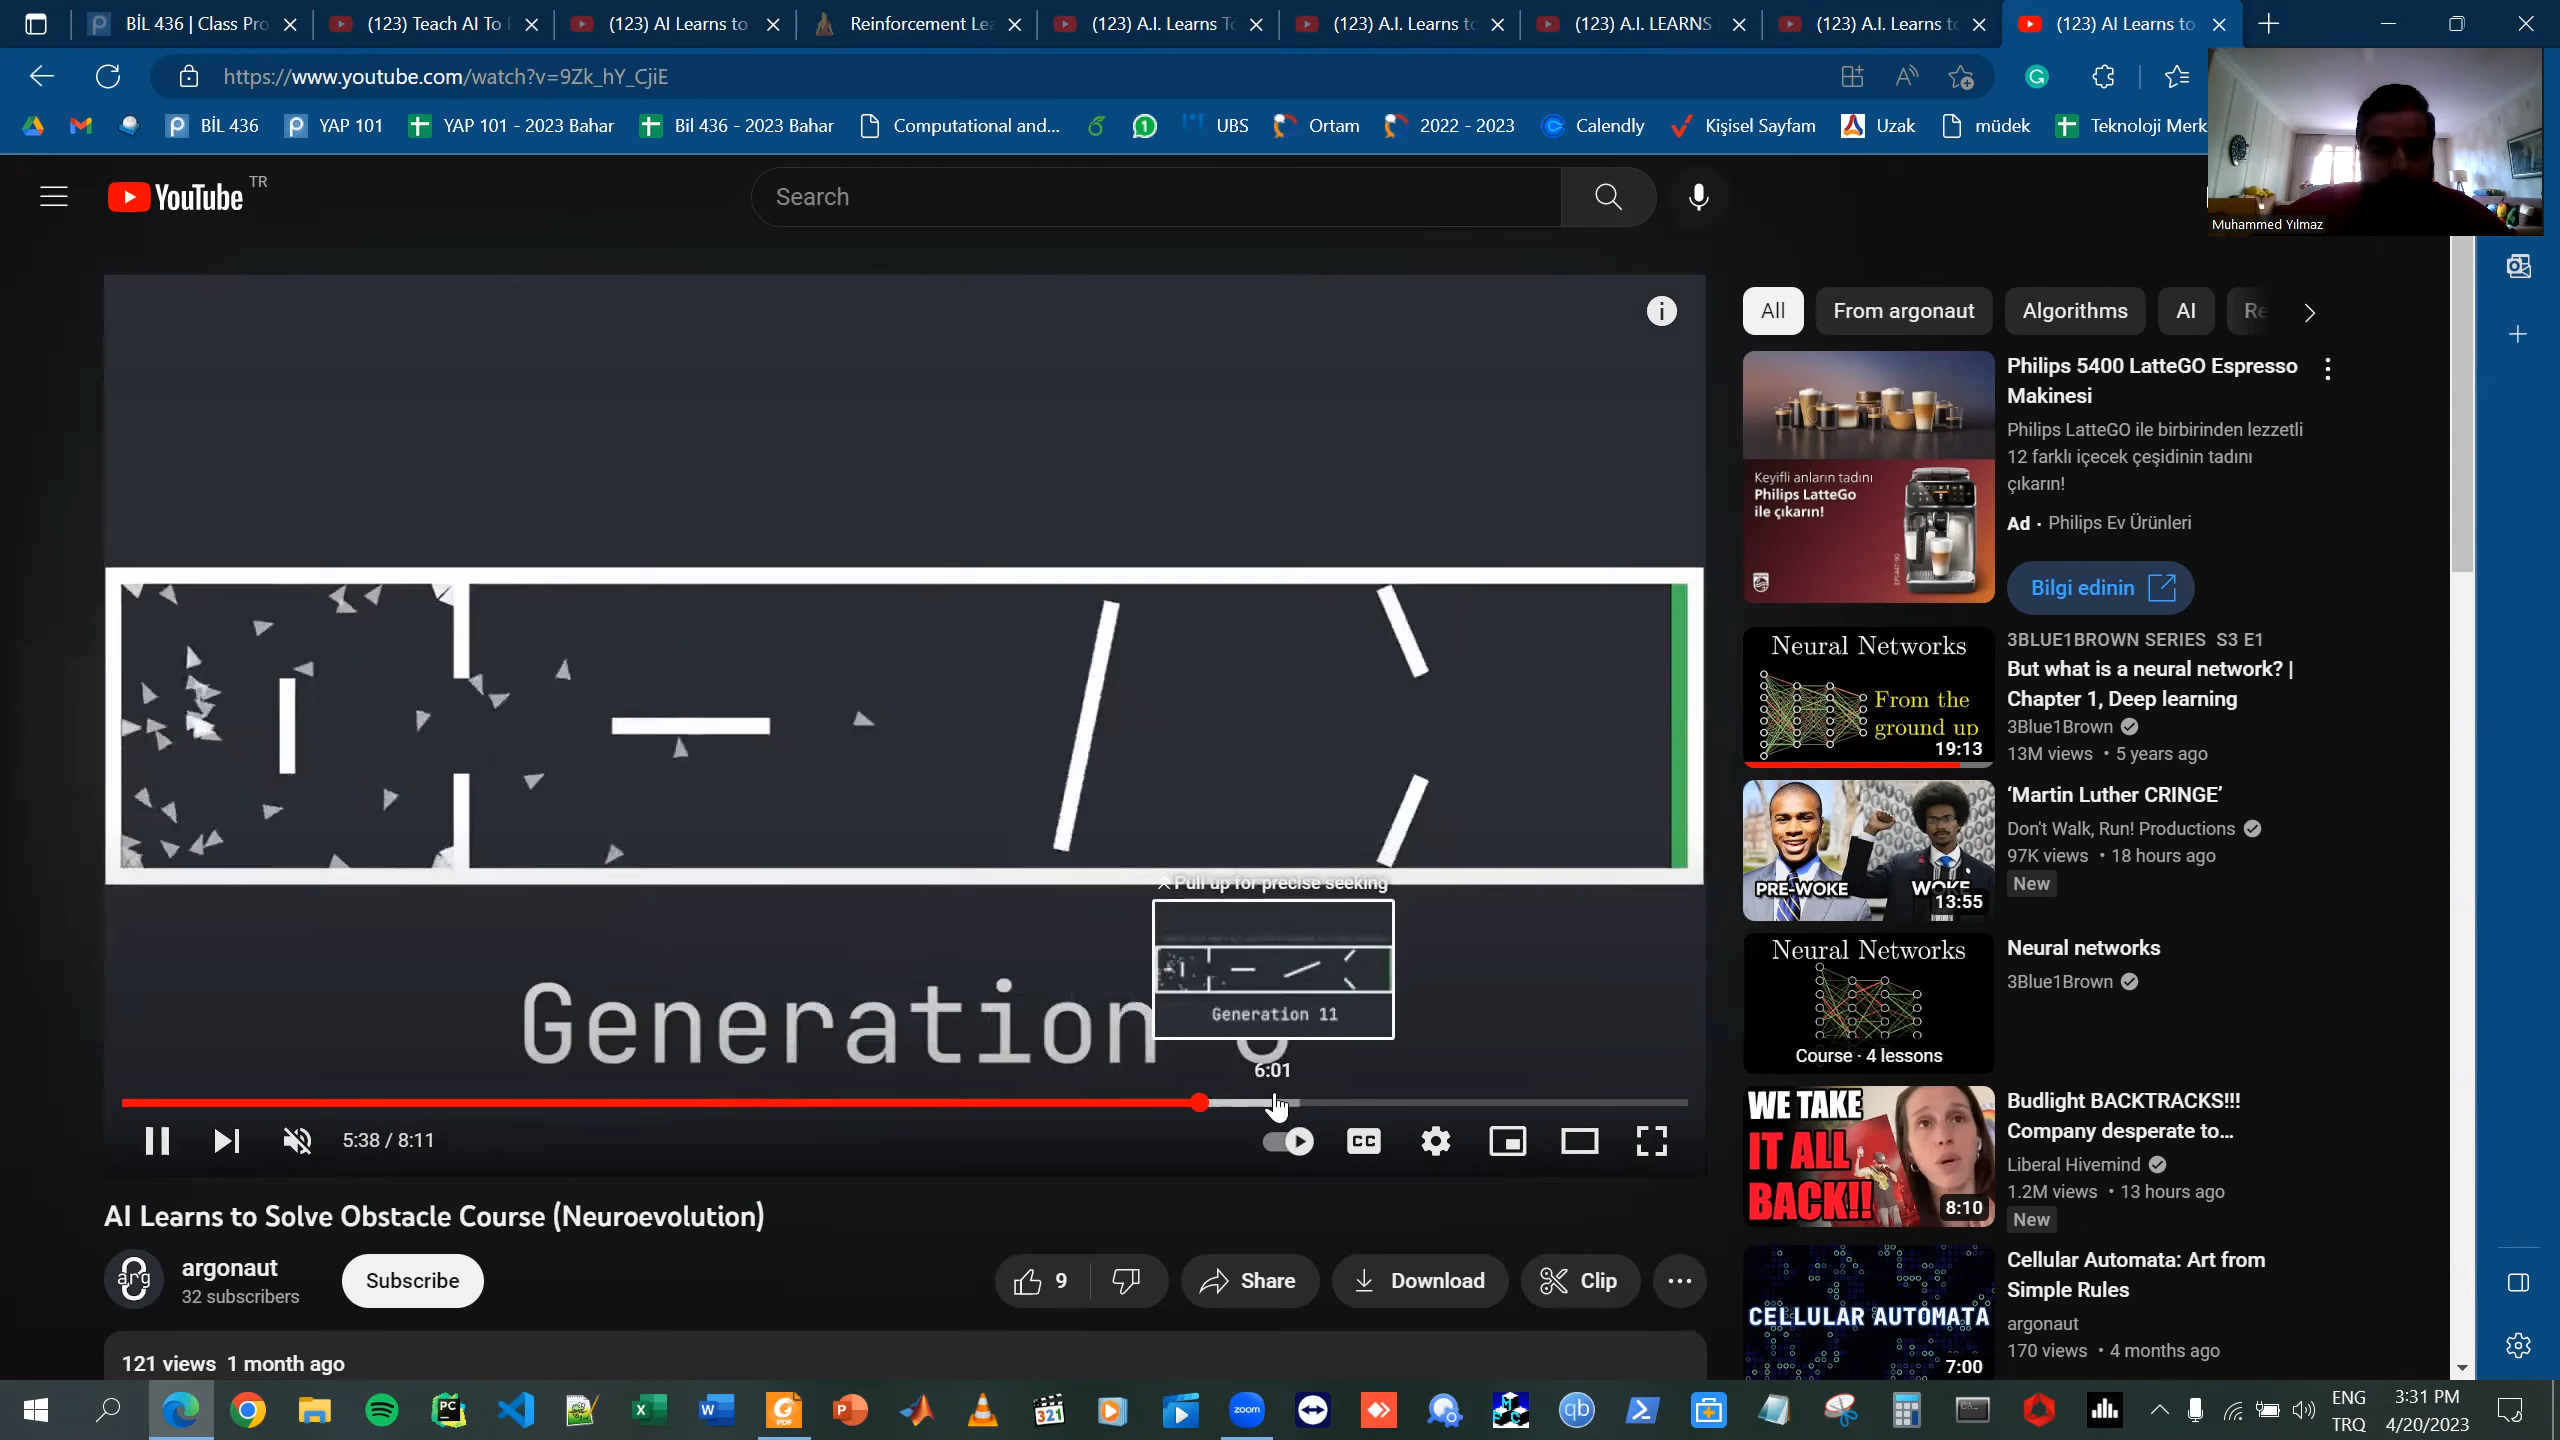 BİL 436 | Class Pro
(123) Teach AI To
(123) AI Learns to
Reinforcement Le
(123) A.I. Learns T
(123) A.I. Learns to
(123) A.I. LEARNS
(123) A.I. Learns to
(123) AI Learns to
https://www.youtube.com/watch?v=9Zk_hY_CjiE
BİL 436
YAP 101
YAP 101 - 2023 Bahar
Bil 436 - 2023 Bahar
Computational and...
UBS
Ortam
2022 - 2023
Calendly
Kişisel Sayfam
Uzak
müdek
Teknoloji Merk
Muhammed Yılmaz
YouTube TR
Search
Pull up for precise seeking
Generation
Generation 11
6:01
5:38 / 8:11
CC
AI Learns to Solve Obstacle Course (Neuroevolution)
arg
argonaut
32 subscribers
Subscribe
9
Share
Download
Clip
121 views 1 month ago
All
From argonaut
Algorithms
AI
Re
Keyifli anların tadını
Philips LatteGo
ile çıkarın!
Philips 5400 LatteGO Espresso
Makinesi
Philips LatteGO ile birbirinden lezzetli
12 farklı içecek çeşidinin tadını
çıkarın!
Ad • Philips Ev Ürünleri
Bilgi edinin
Neural Networks
From the
ground up
19:13
3BLUE1BROWN SERIES S3 E1
But what is a neural network? |
Chapter 1, Deep learning
3Blue1Brown
13M views • 5 years ago
PRE-WOKE
WOKE
13:55
‘Martin Luther CRINGE’
Don't Walk, Run! Productions
97K views • 18 hours ago
New
Neural Networks
Course · 4 lessons
Neural networks
3Blue1Brown
WE TAKE
IT ALL
BACK!!
8:10
Budlight BACKTRACKS!!!
Company desperate to...
Liberal Hivemind
1.2M views • 13 hours ago
New
CELLULAR AUTOMATA
7:00
Cellular Automata: Art from
Simple Rules
argonaut
170 views • 4 months ago
PC
PDF
321
zoom
qb
ENG
TRQ
3:31 PM
4/20/2023